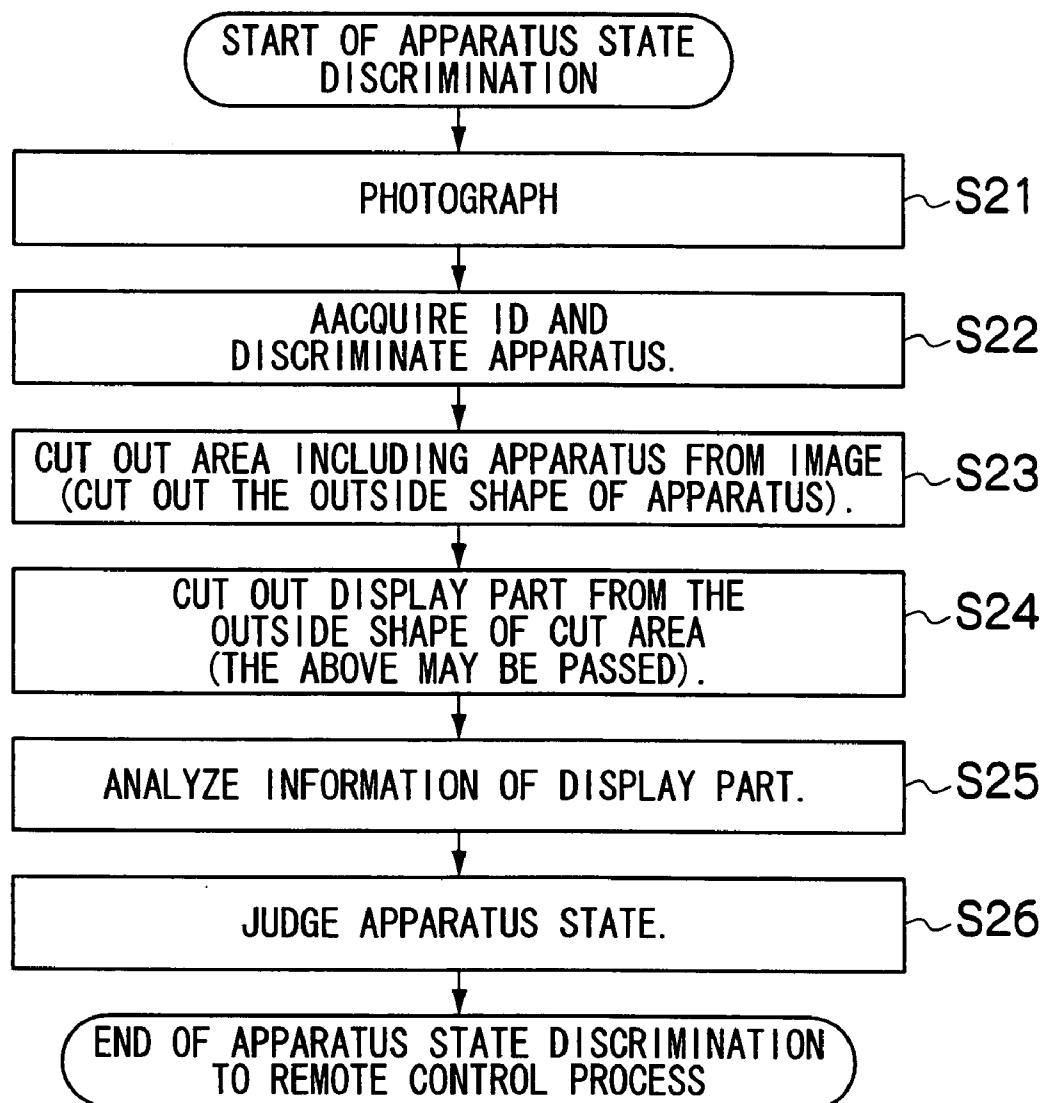 START OF APPARATUS STATE
DISCRIMINATION
PHOTOGRAPH
S21
AACQUIRE ID AND
DISCRIMINATE APPARATUS.
S22
CUT OUT AREA INCLUDING APPARATUS FROM IMAGE
(CUT OUT THE OUTSIDE SHAPE OF APPARATUS).
S23
CUT OUT DISPLAY PART FROM THE
OUTSIDE SHAPE OF CUT AREA
(THE ABOVE MAY BE PASSED).
S24
ANALYZE INFORMATION OF DISPLAY PART.
S25
JUDGE APPARATUS STATE.
S26
END OF APPARATUS STATE DISCRIMINATION
TO REMOTE CONTROL PROCESS